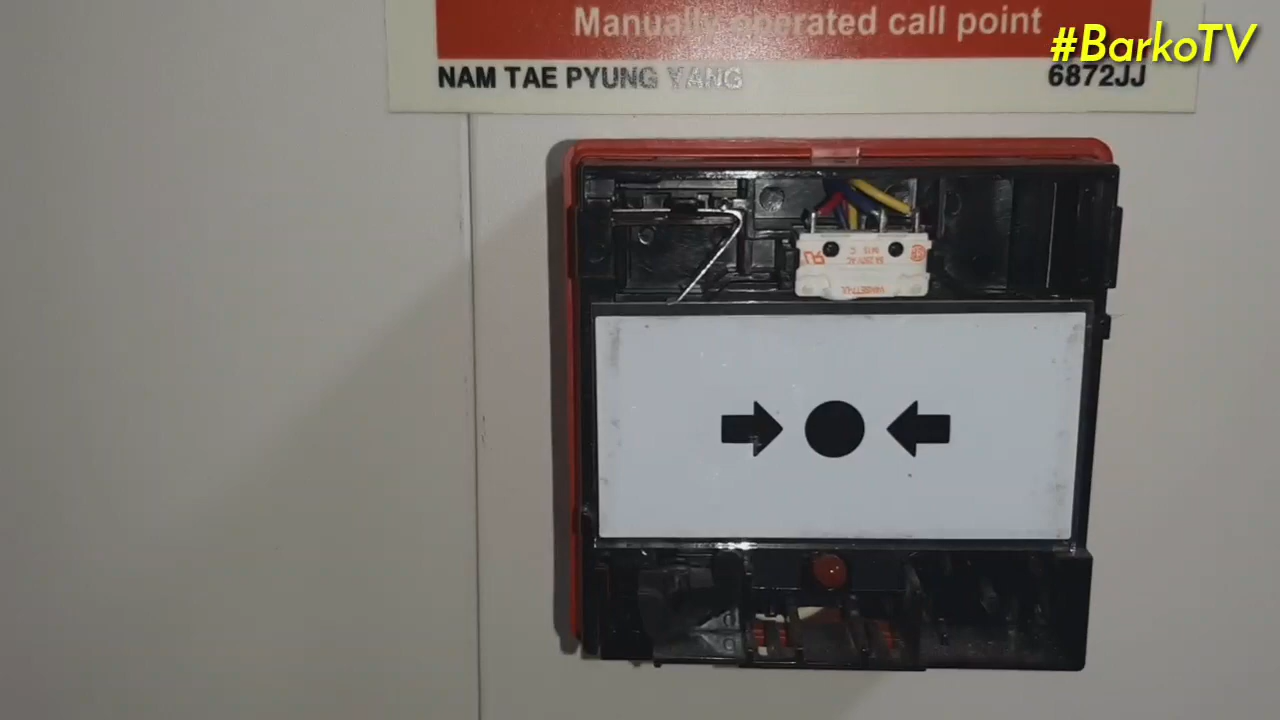 Manually operated call point
#BarkoTV
NAM TAE PYUNG YANG
6872JJ